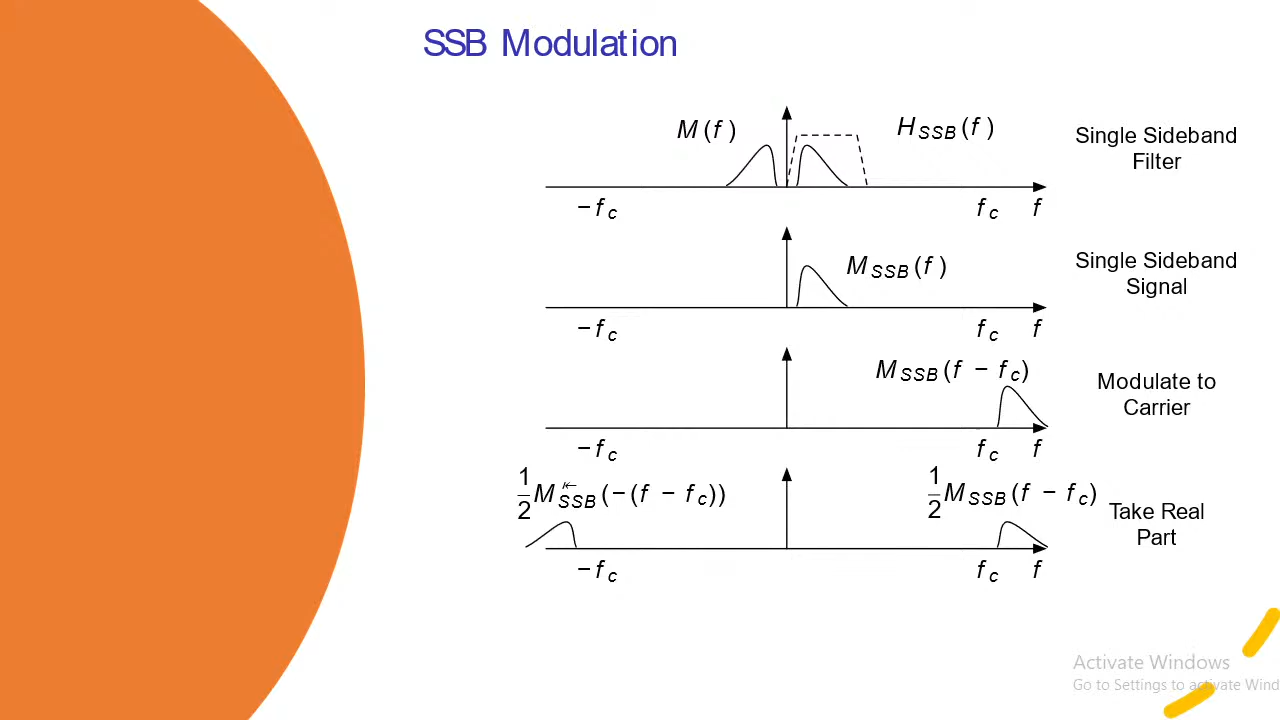 SSB Modulation
M(f)
H_SSB(f)
Single Sideband
Filter
−f_c
f_c
f
M_SSB(f)
Single Sideband
Signal
−f_c
f_c
f
M_SSB(f − f_c)
Modulate to
Carrier
−f_c
f_c
f
1/2 M_SSB(−(f − f_c))
1/2 M_SSB(f − f_c)
Take Real
Part
−f_c
f_c
f
Activate Windows
Go to Settings to activate Wind